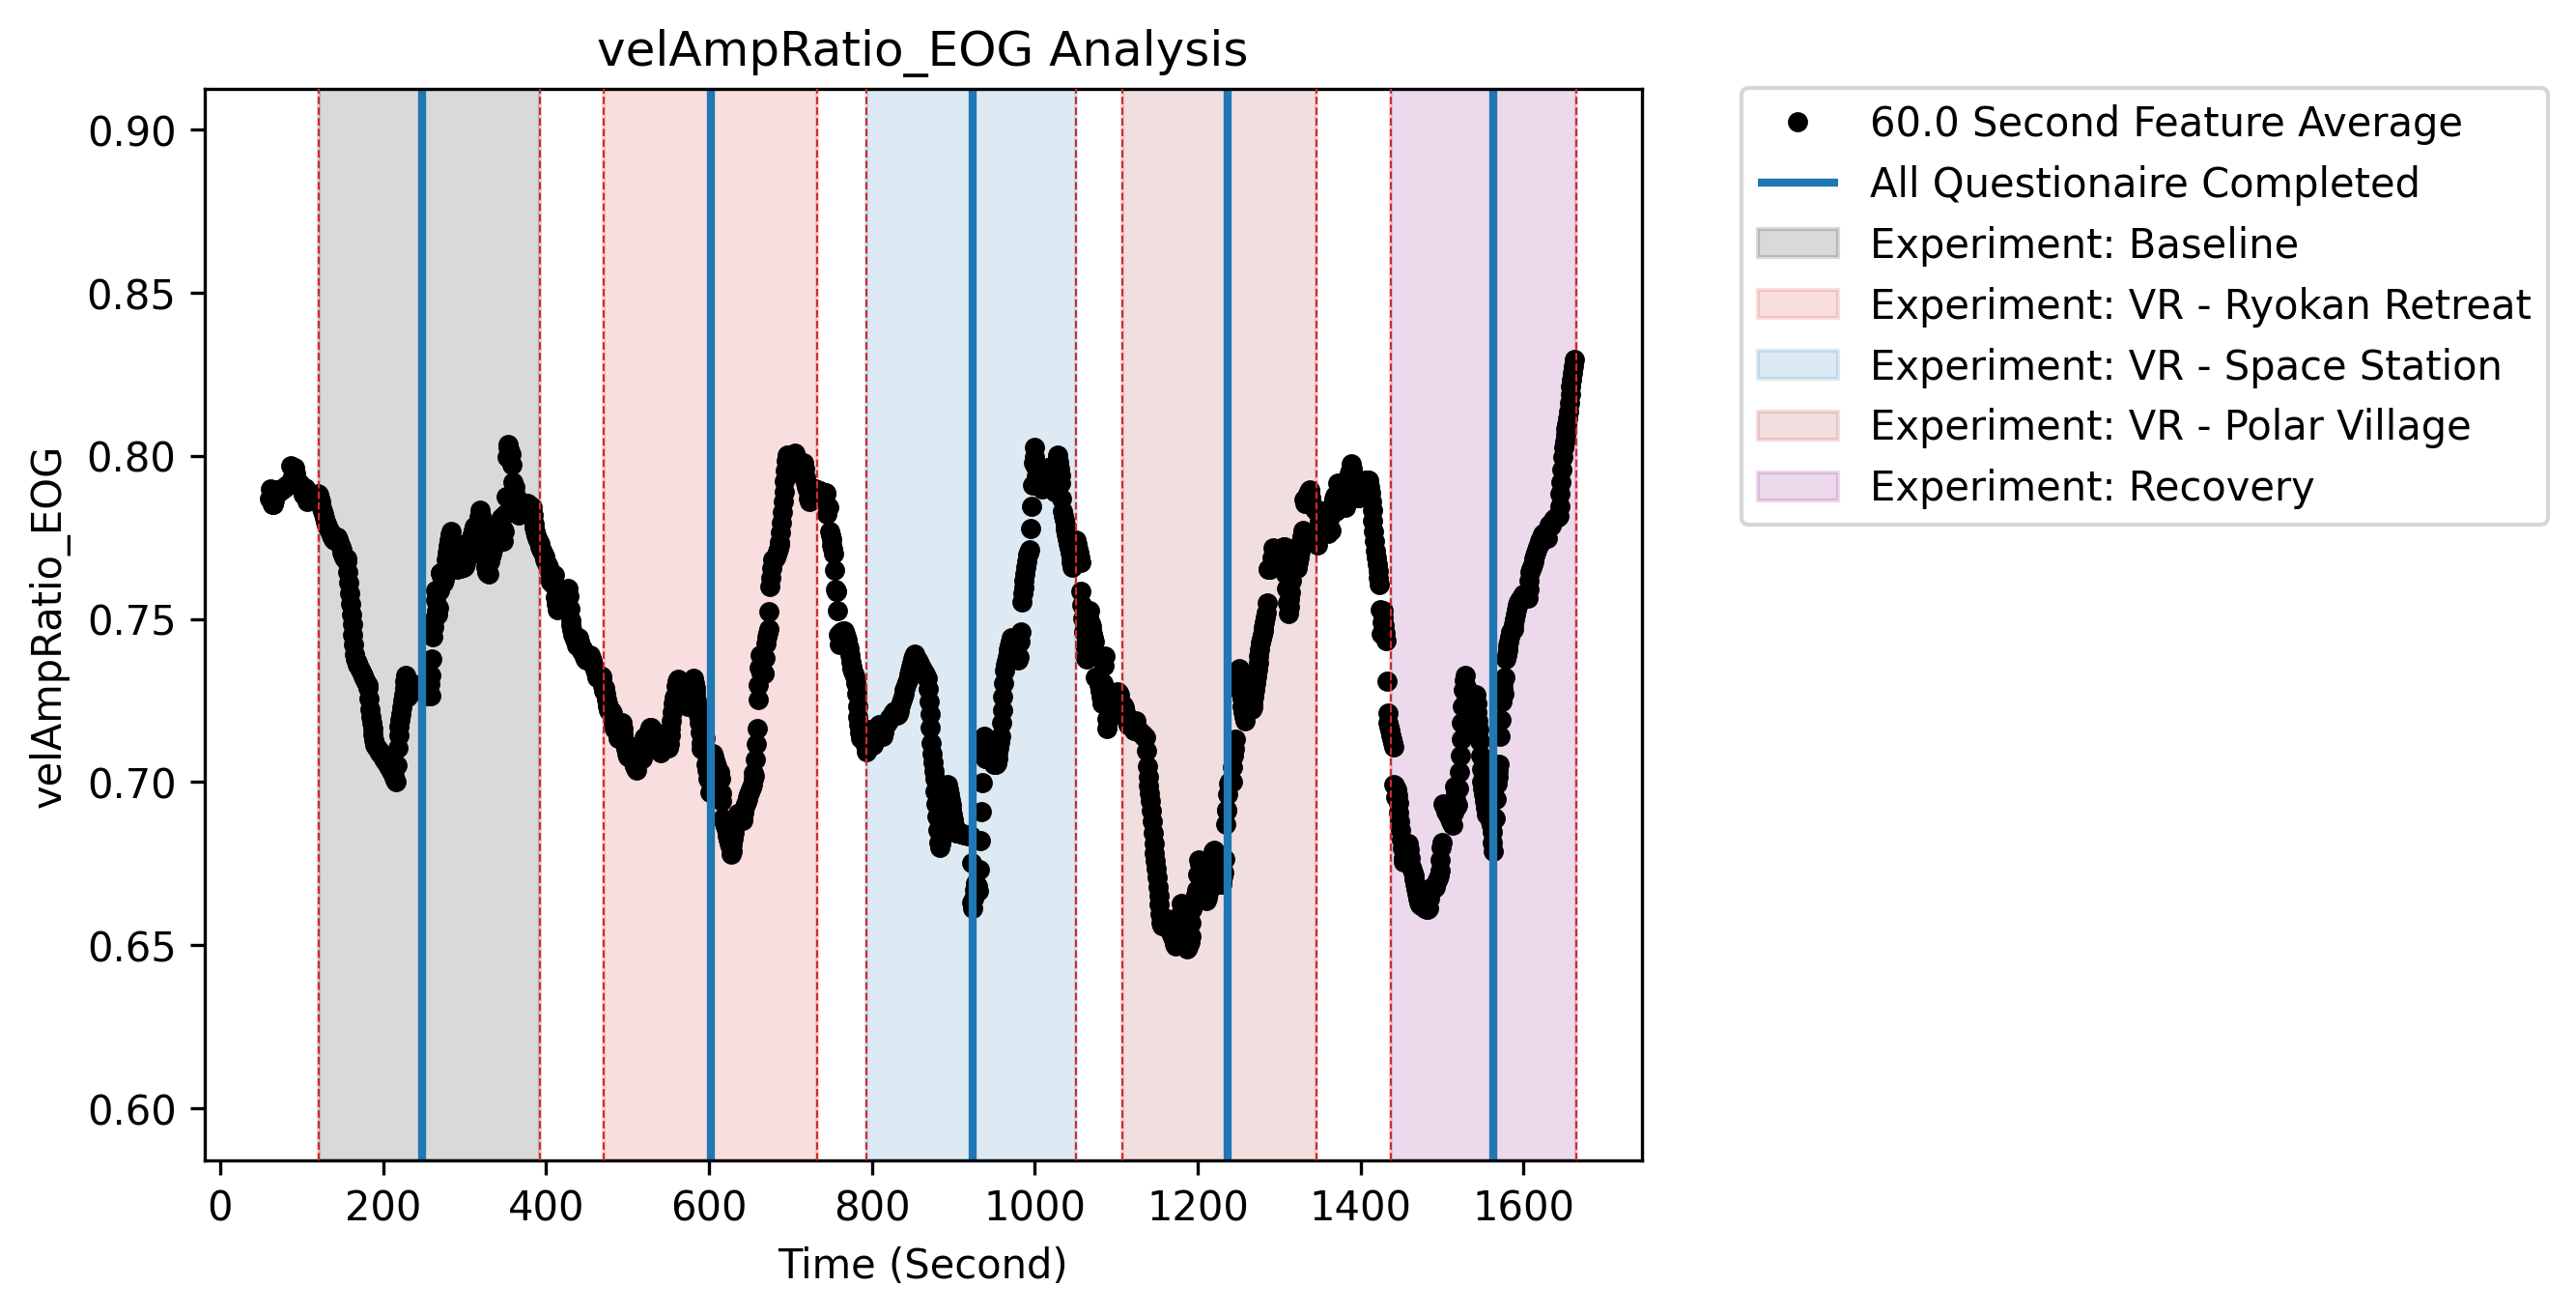 velAmpRatio_EOG Analysis
velAmpRatio_EOG
0.90
0.85
0.80
0.75
0.70
0.65
0.60
0 200 400 600 800 1000 1200 1400 1600
Time (Second)
60.0 Second Feature Average
All Questionaire Completed
Experiment: Baseline
Experiment: VR - Ryokan Retreat
Experiment: VR - Space Station
Experiment: VR - Polar Village
Experiment: Recovery